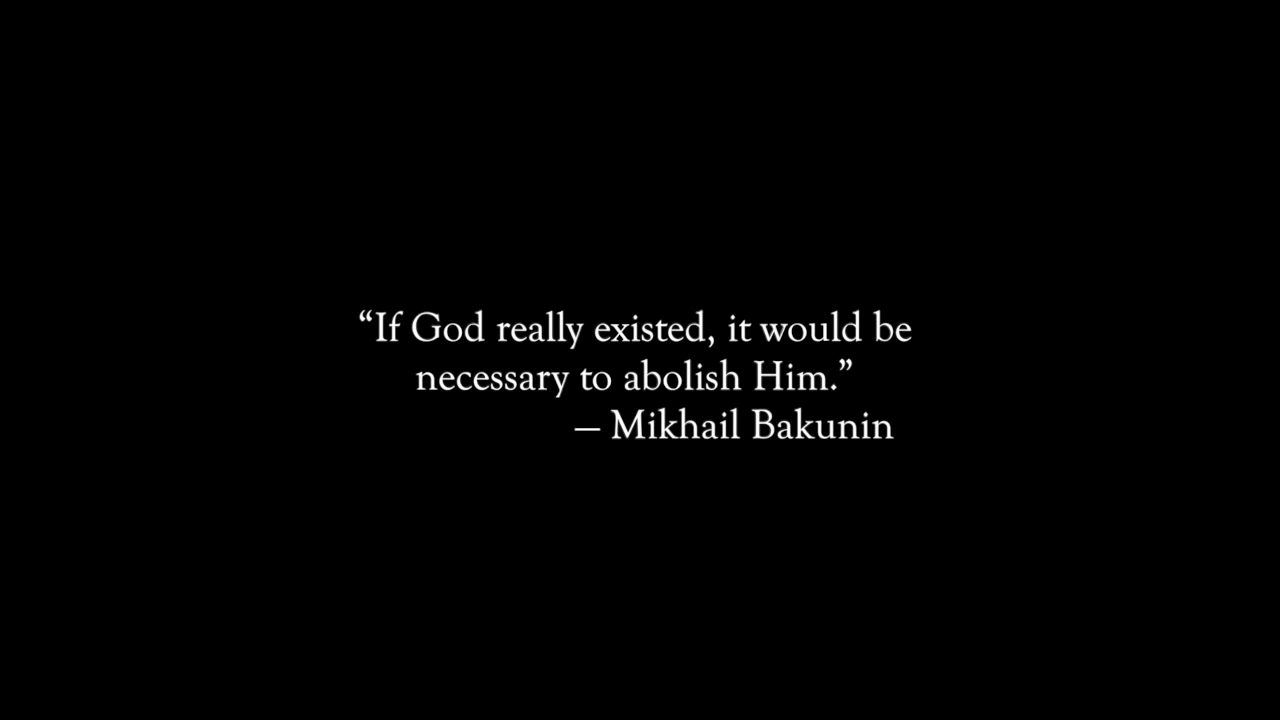 “If God really existed, it would be
necessary to abolish Him.”
– Mikhail Bakunin